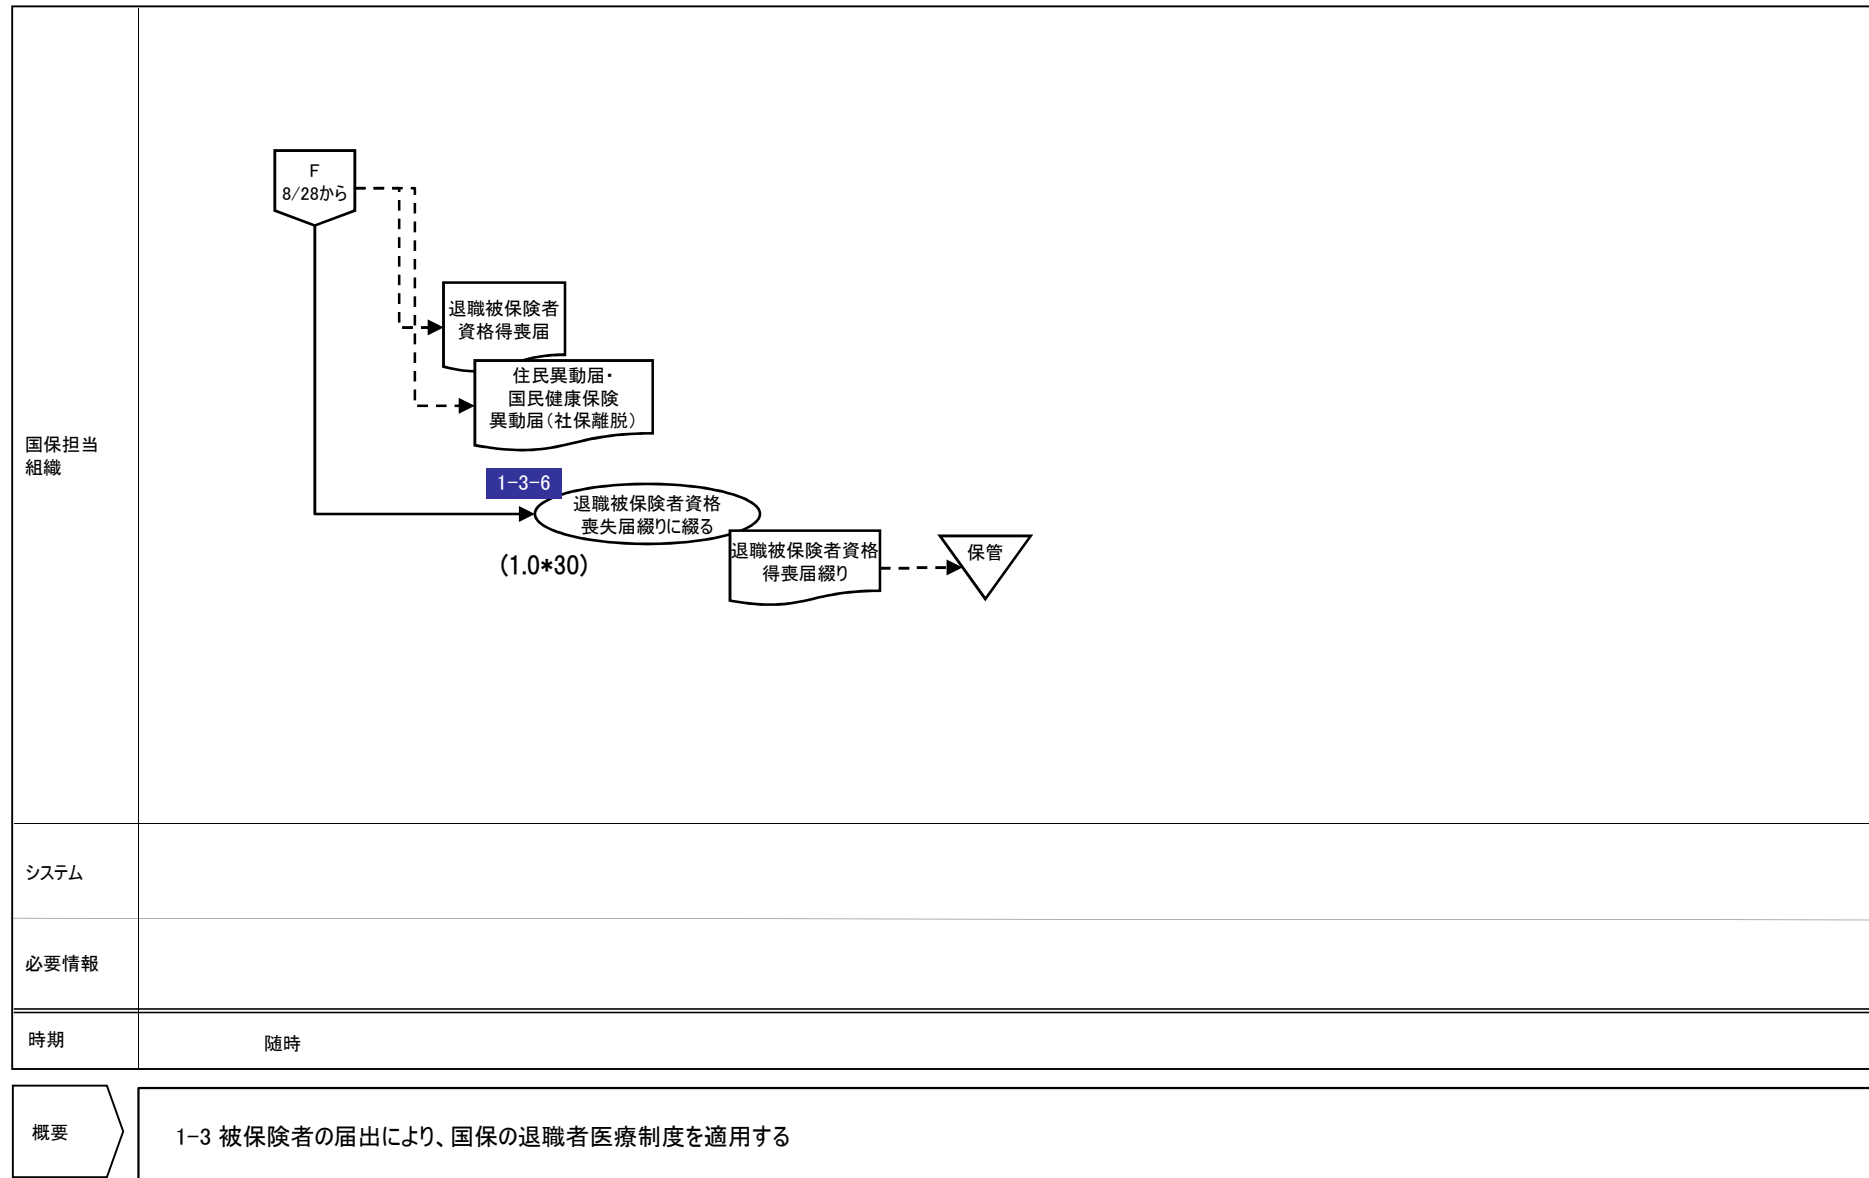 F
8/28から
退職被保険者
資格得喪届
住民異動届・
国民健康保険
異動届（社保離脱）
国保担当
組織
1-3-6
退職被保険者資格
喪失届綴りに綴る
(1.0*30)
退職被保険者資格
得喪届綴り
保管
システム
必要情報
時期
随時
概要
1-3 被保険者の届出により、国保の退職者医療制度を適用する